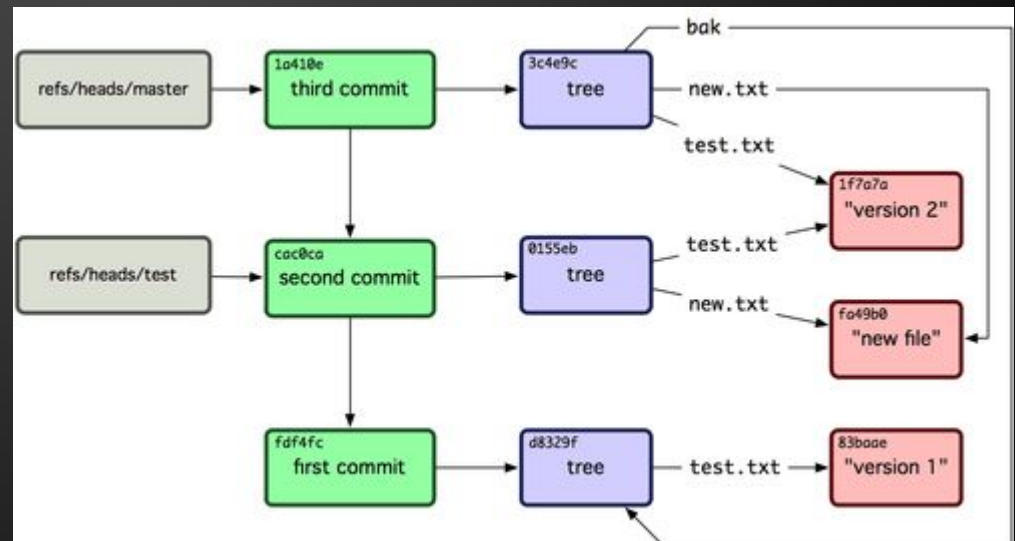 bak
1a410e
3c4e9c
refs/heads/master
third commit
tree
new.txt
test.txt
1f7a7a
"version 2"
cac0ca
0155eb
test.txt
refs/heads/test
second commit
tree
new.txt
fa49b0
"new file"
fdf4fc
d8329f
83baae
first commit
tree
test.txt
"version 1"